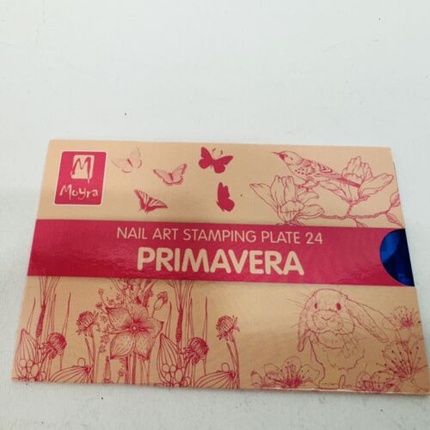 M
Moyra
NAIL ART STAMPING PLATE 24
PRIMAVERA